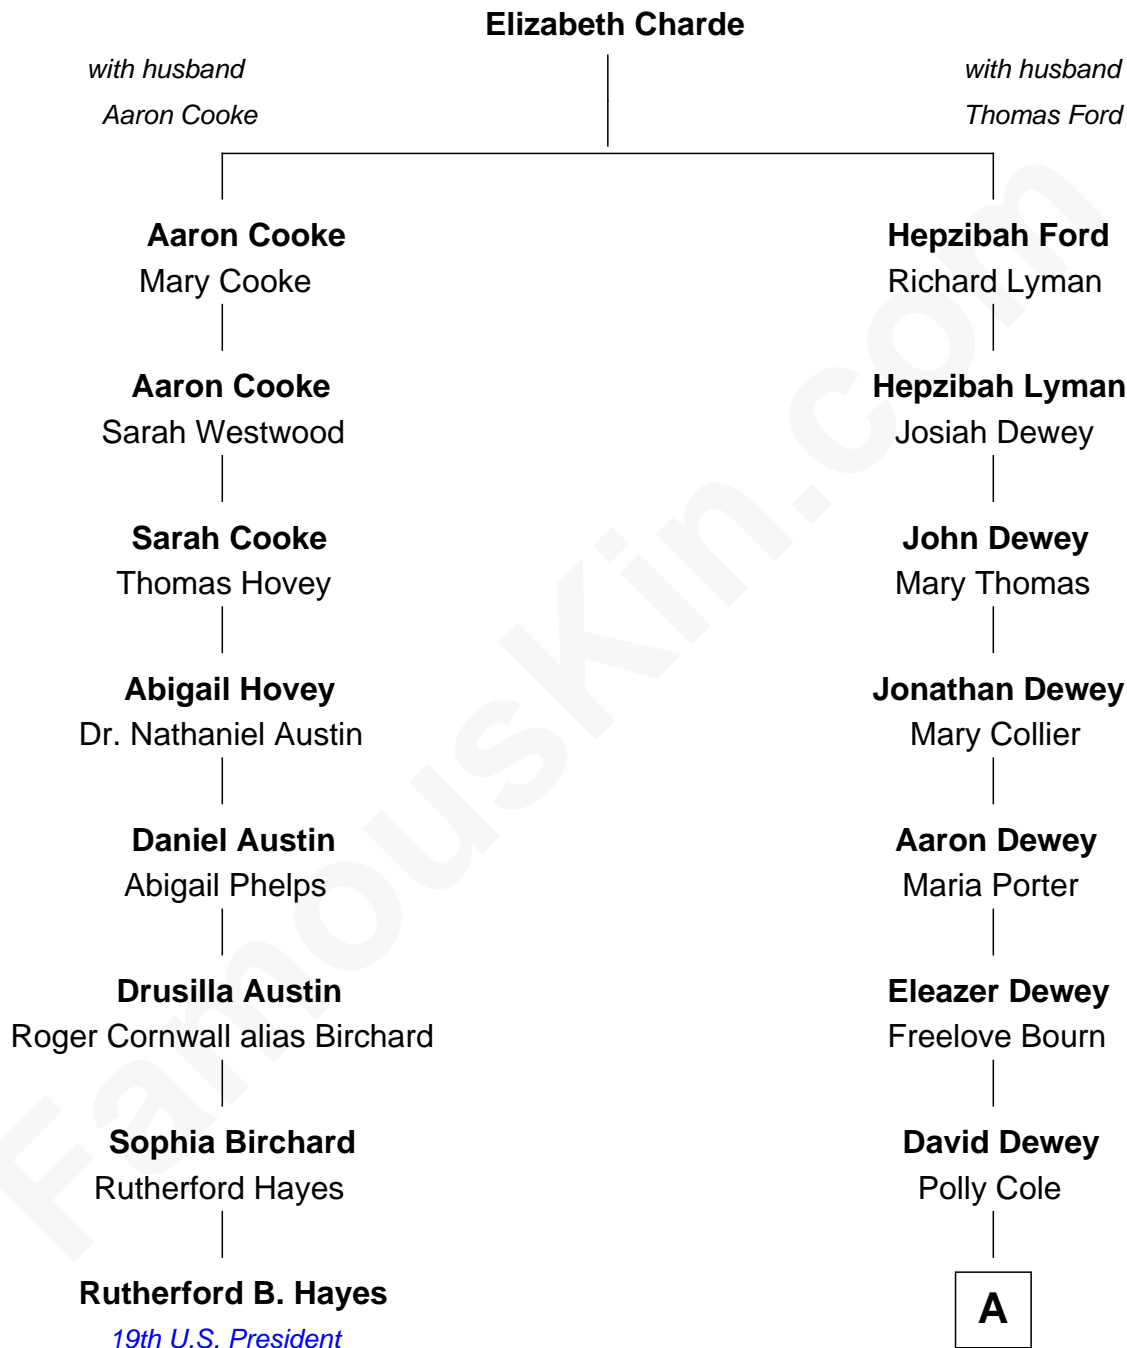 Elizabeth Charde
with husband
Aaron Cooke
with husband
Thomas Ford
Aaron Cooke
Mary Cooke
Hepzibah Ford
Richard Lyman
Aaron Cooke
Sarah Westwood
Hepzibah Lyman
Josiah Dewey
Sarah Cooke
Thomas Hovey
John Dewey
Mary Thomas
Abigail Hovey
Dr. Nathaniel Austin
Jonathan Dewey
Mary Collier
Daniel Austin
Abigail Phelps
Aaron Dewey
Maria Porter
Drusilla Austin
Roger Cornwall alias Birchard
Eleazer Dewey
Freelove Bourn
Sophia Birchard
Rutherford Hayes
David Dewey
Polly Cole
Rutherford B. Hayes
19th U.S. President
A
FamousKin.com